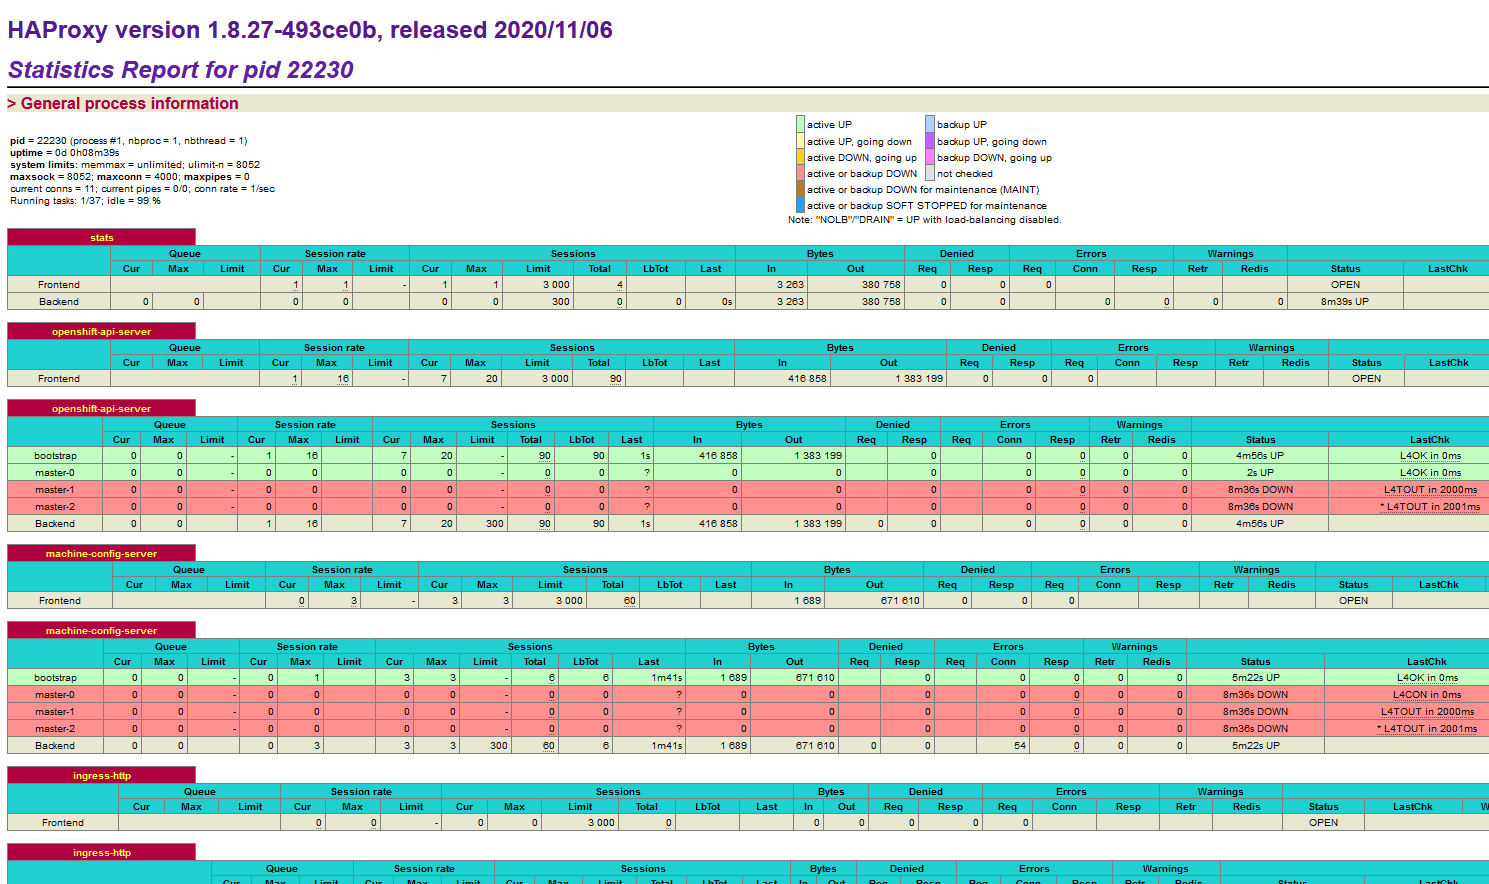 HAProxy version 1.8.27-493ce0b, released 2020/11/06
Statistics Report for pid 22230
> General process information
pid = 22230 (process #1, nbproc = 1, nbthread = 1)
uptime = 0d 0h08m39s
system limits: memmax = unlimited; ulimit-n = 8052
maxsock = 8052; maxconn = 4000; maxpipes = 0
current conns = 11; current pipes = 0/0; conn rate = 1/sec
Running tasks: 1/37; idle = 99 %
active UP backup UP
active UP, going down backup UP, going down
active DOWN, going up backup DOWN, going up
active or backup DOWN not checked
active or backup DOWN for maintenance (MAINT)
active or backup SOFT STOPPED for maintenance
Note: "NOLB"/"DRAIN" = UP with load-balancing disabled.
stats
Queue Session rate Sessions Bytes Denied Errors Warnings
Cur Max Limit Cur Max Limit Cur Max Limit Total LbTot Last In Out Req Resp Req Conn Resp Retr Redis Status LastChk
Frontend 1 1 - 1 1 3 000 4 3 263 380 758 0 0 0 OPEN
Backend 0 0 0 0 0 0 300 0 0 0s 3 263 380 758 0 0 0 0 0 0 8m39s UP
openshift-api-server
Queue Session rate Sessions Bytes Denied Errors Warnings
Cur Max Limit Cur Max Limit Cur Max Limit Total LbTot Last In Out Req Resp Req Conn Resp Retr Redis Status LastChk
Frontend 1 16 - 7 20 3 000 90 416 858 1 383 199 0 0 0 OPEN
openshift-api-server
Queue Session rate Sessions Bytes Denied Errors Warnings
Cur Max Limit Cur Max Limit Cur Max Limit Total LbTot Last In Out Req Resp Req Conn Resp Retr Redis Status LastChk
bootstrap 0 0 - 1 16 7 20 - 90 90 1s 416 858 1 383 199 0 0 0 0 0 4m56s UP L4OK in 0ms
master-0 0 0 - 0 0 0 0 - 0 0 ? 0 0 0 0 0 0 0 2s UP L4OK in 0ms
master-1 0 0 - 0 0 0 0 - 0 0 ? 0 0 0 0 0 0 0 8m36s DOWN L4TOUT in 2000ms
master-2 0 0 - 0 0 0 0 - 0 0 ? 0 0 0 0 0 0 0 8m36s DOWN * L4TOUT in 2001ms
Backend 0 0 1 16 7 20 300 90 90 1s 416 858 1 383 199 0 0 0 0 0 0 4m56s UP
machine-config-server
Queue Session rate Sessions Bytes Denied Errors Warnings
Cur Max Limit Cur Max Limit Cur Max Limit Total LbTot Last In Out Req Resp Req Conn Resp Retr Redis Status LastChk
Frontend 0 3 - 3 3 3 000 60 1 689 671 610 0 0 0 OPEN
machine-config-server
Queue Session rate Sessions Bytes Denied Errors Warnings
Cur Max Limit Cur Max Limit Cur Max Limit Total LbTot Last In Out Req Resp Req Conn Resp Retr Redis Status LastChk
bootstrap 0 0 - 0 1 3 3 - 6 6 1m41s 1 689 671 610 0 0 0 0 0 5m22s UP L4OK in 0ms
master-0 0 0 - 0 0 0 0 - 0 0 ? 0 0 0 0 0 0 0 8m36s DOWN L4CON in 0ms
master-1 0 0 - 0 0 0 0 - 0 0 ? 0 0 0 0 0 0 0 8m36s DOWN L4TOUT in 2000ms
master-2 0 0 - 0 0 0 0 - 0 0 ? 0 0 0 0 0 0 0 8m36s DOWN * L4TOUT in 2001ms
Backend 0 0 0 3 3 3 300 60 6 1m41s 1 689 671 610 0 0 54 0 0 0 5m22s UP
ingress-http
Queue Session rate Sessions Bytes Denied Errors Warnings
Cur Max Limit Cur Max Limit Cur Max Limit Total LbTot Last In Out Req Resp Req Conn Resp Retr Redis Status LastChk W
Frontend 0 0 - 0 0 3 000 0 0 0 0 0 0 OPEN
ingress-http
Queue Session rate Sessions Bytes Denied Errors Warnings
Cur Max Limit Cur Max Limit Cur Max Limit Total LbTot Last In Out Req Resp Req Conn Resp Retr Redis Status LastChk